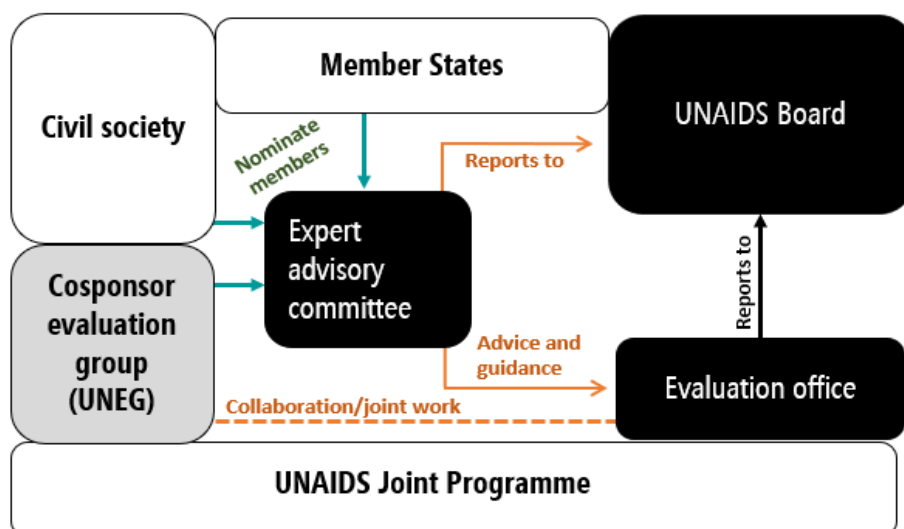 Member States
Civil society
UNAIDS Board
Nominate
members
Reports to
Expert
advisory
committee
Cosponsor
evaluation
group
(UNEG)
Reports to
Advice and
guidance
Evaluation office
Collaboration/joint work
UNAIDS Joint Programme